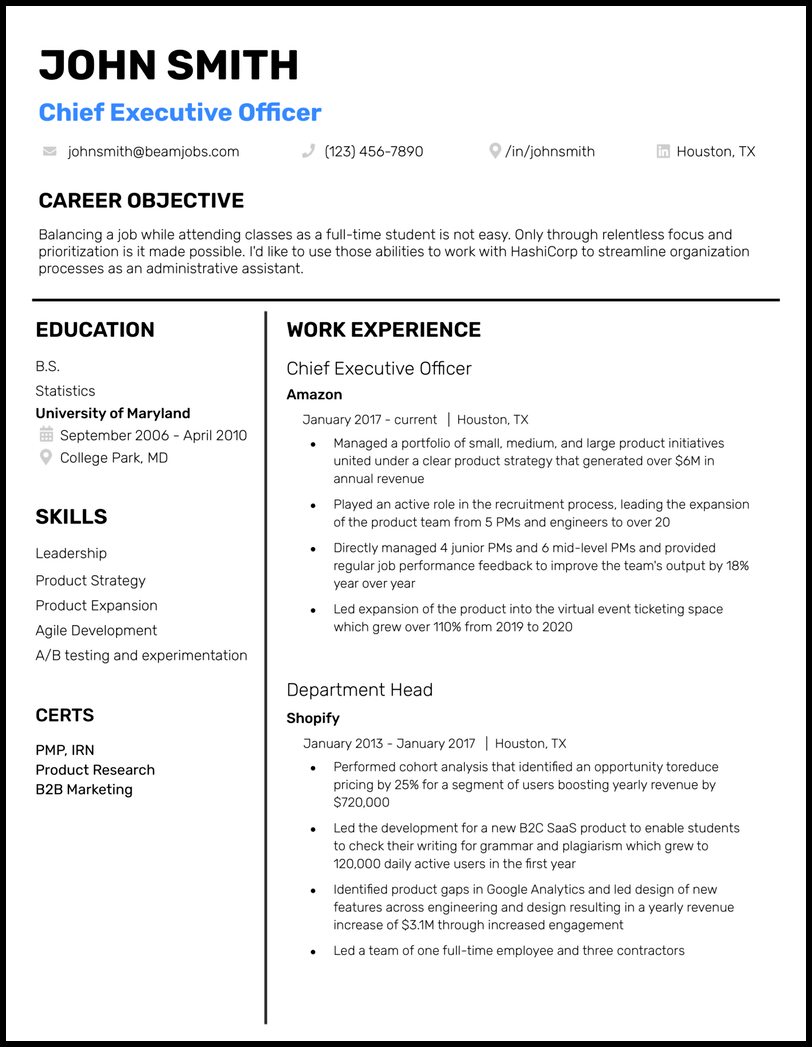 JOHN SMITH
Chief Executive Officer
johnsmith@beamjobs.com (123) 456-7890 /in/johnsmith Houston, TX
CAREER OBJECTIVE
Balancing a job while attending classes as a full-time student is not easy. Only through relentless focus and
prioritization is it made possible. I'd like to use those abilities to work with HashiCorp to streamline organization
processes as an administrative assistant.
EDUCATION
B.S.
Statistics
University of Maryland
September 2006 - April 2010
College Park, MD
SKILLS
Leadership
Product Strategy
Product Expansion
Agile Development
A/B testing and experimentation
CERTS
PMP, IRN
Product Research
B2B Marketing
WORK EXPERIENCE
Chief Executive Officer
Amazon
January 2017 - current | Houston, TX
• Managed a portfolio of small, medium, and large product initiatives
united under a clear product strategy that generated over $6M in
annual revenue
• Played an active role in the recruitment process, leading the expansion
of the product team from 5 PMs and engineers to over 20
• Directly managed 4 junior PMs and 6 mid-level PMs and provided
regular job performance feedback to improve the team's output by 18%
year over year
• Led expansion of the product into the virtual event ticketing space
which grew over 110% from 2019 to 2020
Department Head
Shopify
January 2013 - January 2017 | Houston, TX
• Performed cohort analysis that identified an opportunity toreduce
pricing by 25% for a segment of users boosting yearly revenue by
$720,000
• Led the development for a new B2C SaaS product to enable students
to check their writing for grammar and plagiarism which grew to
120,000 daily active users in the first year
• Identified product gaps in Google Analytics and led design of new
features across engineering and design resulting in a yearly revenue
increase of $3.1M through increased engagement
• Led a team of one full-time employee and three contractors